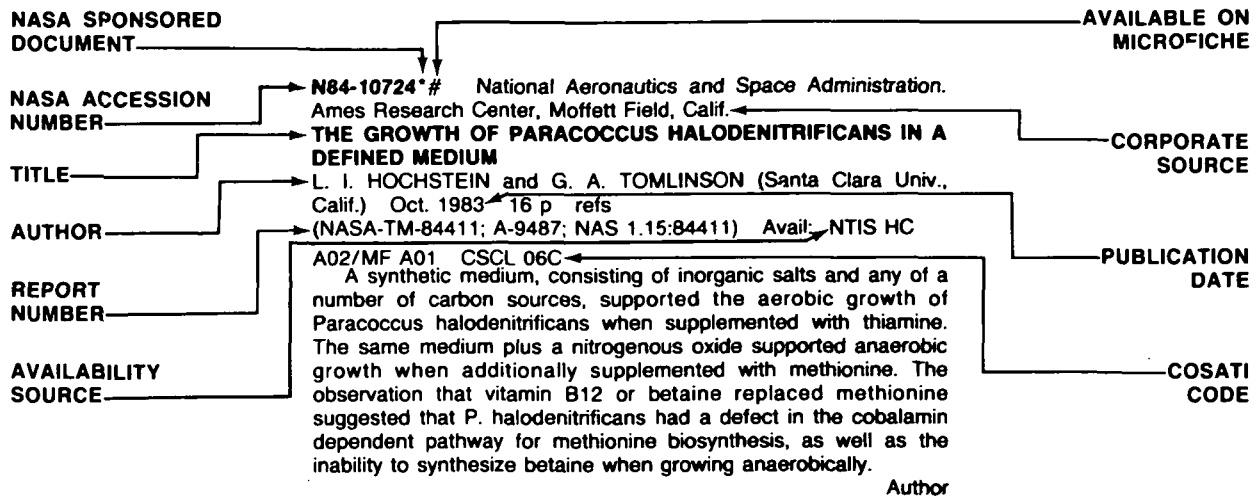 NASA SPONSORED
DOCUMENT
AVAILABLE ON
MICROFICHE
NASA ACCESSION
NUMBER
N84-10724*# National Aeronautics and Space Administration.
Ames Research Center, Moffett Field, Calif.
CORPORATE
SOURCE
TITLE
THE GROWTH OF PARACOCCUS HALODENITRIFICANS IN A
DEFINED MEDIUM
AUTHOR
L. I. HOCHSTEIN and G. A. TOMLINSON (Santa Clara Univ.,
Calif.) Oct. 1983 16 p refs
PUBLICATION
DATE
REPORT
NUMBER
(NASA-TM-84411; A-9487; NAS 1.15:84411) Avail: NTIS HC
A02/MF A01 CSCL 06C
AVAILABILITY
SOURCE
COSATI
CODE
A synthetic medium, consisting of inorganic salts and any of a
number of carbon sources, supported the aerobic growth of
Paracoccus halodenitrificans when supplemented with thiamine.
The same medium plus a nitrogenous oxide supported anaerobic
growth when additionally supplemented with methionine. The
observation that vitamin B12 or betaine replaced methionine
suggested that P. halodenitrificans had a defect in the cobalamin
dependent pathway for methionine biosynthesis, as well as the
inability to synthesize betaine when growing anaerobically.
Author